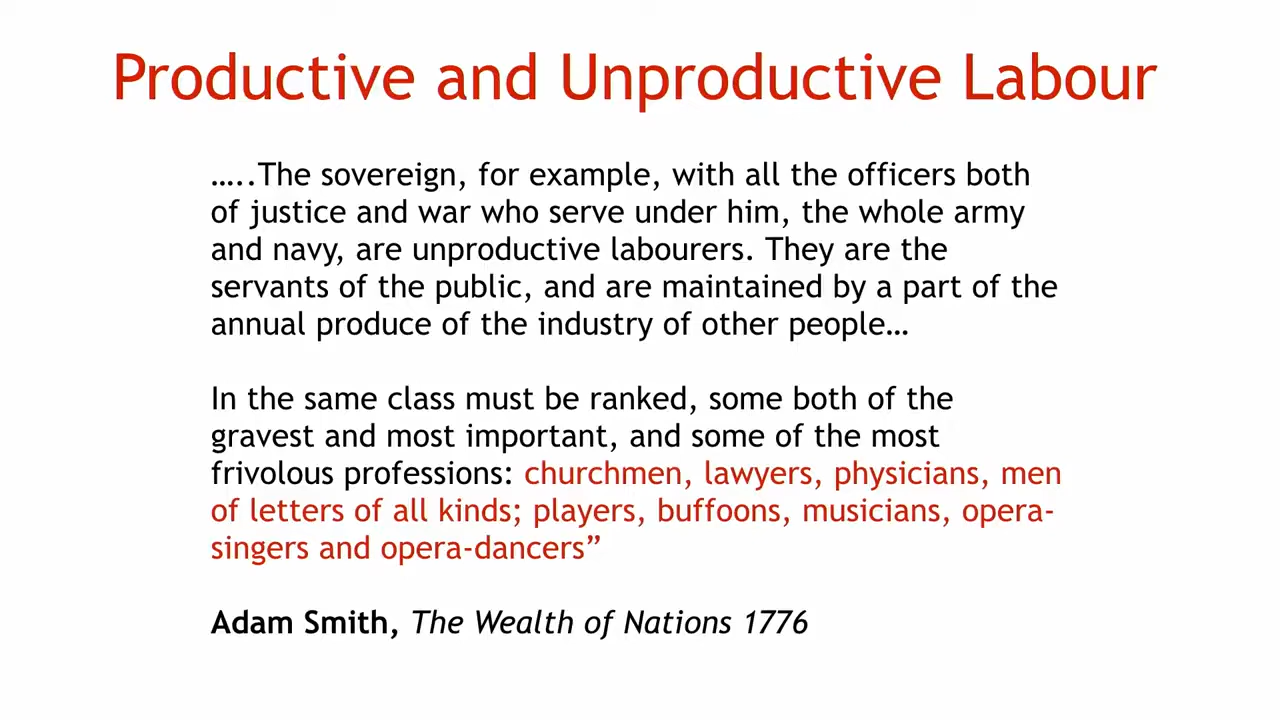 Productive and Unproductive Labour
…..The sovereign, for example, with all the officers both
of justice and war who serve under him, the whole army
and navy, are unproductive labourers. They are the
servants of the public, and are maintained by a part of the
annual produce of the industry of other people…
In the same class must be ranked, some both of the
gravest and most important, and some of the most
frivolous professions: churchmen, lawyers, physicians, men
of letters of all kinds; players, buffoons, musicians, opera-
singers and opera-dancers”
Adam Smith, The Wealth of Nations 1776